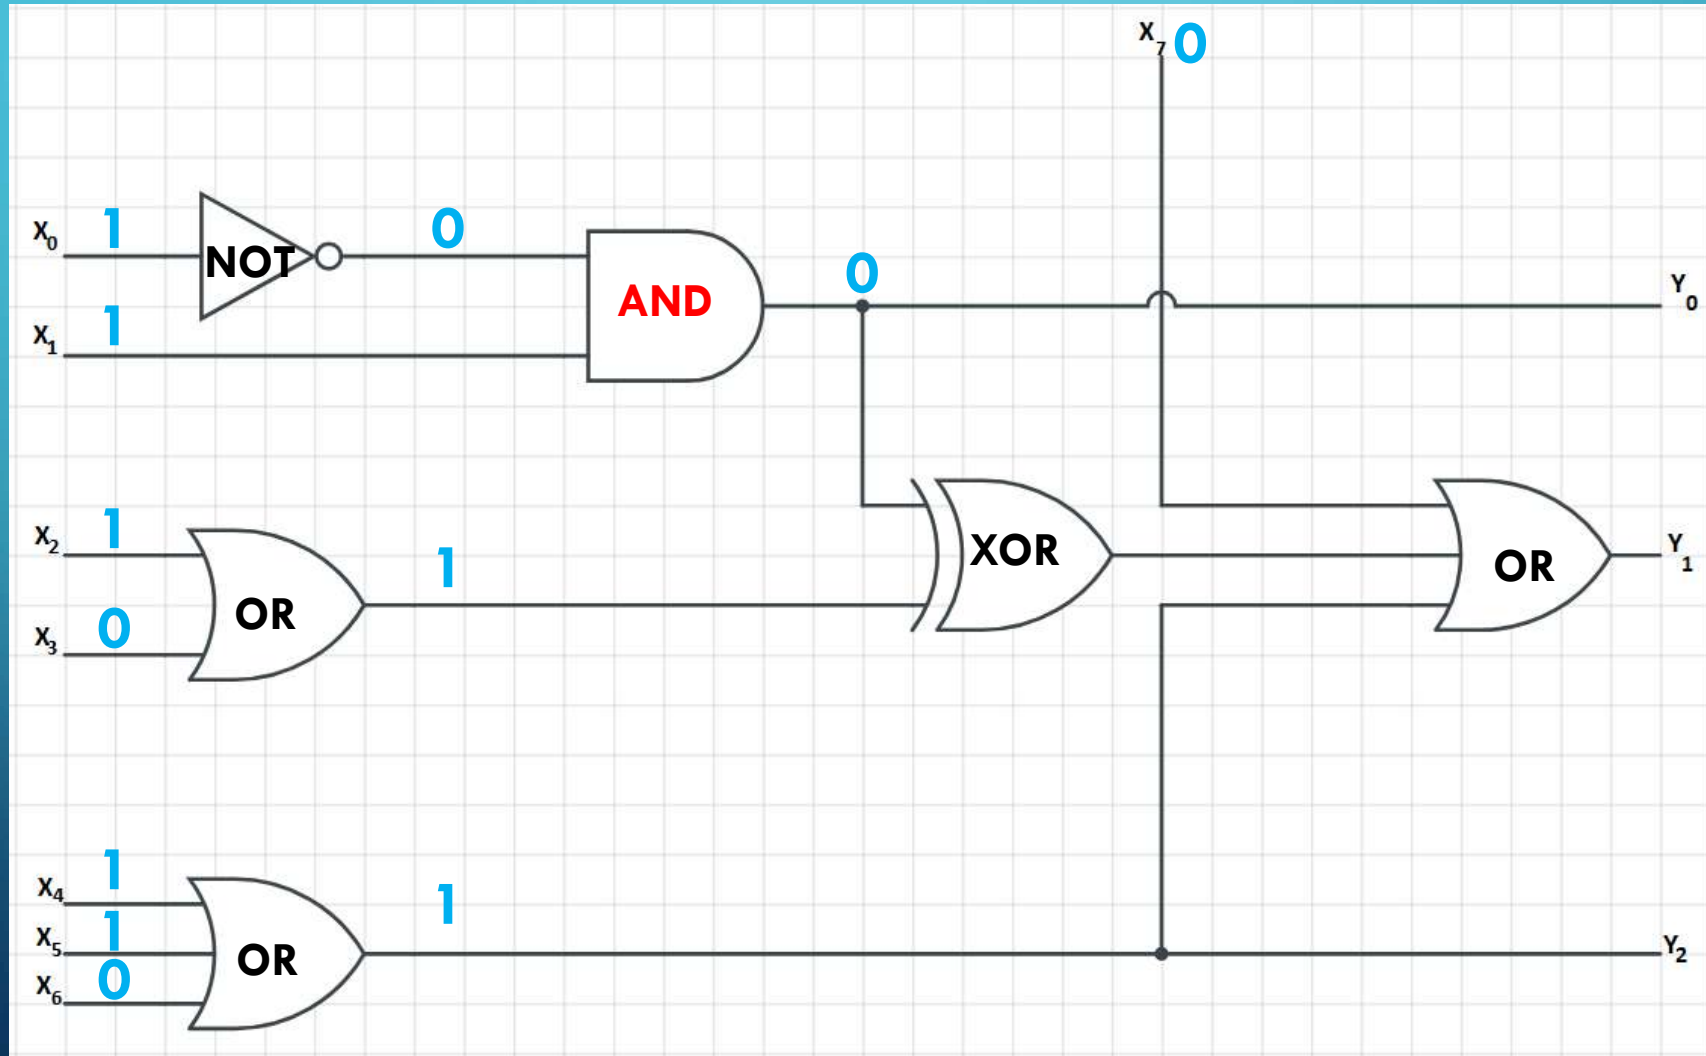 X7 0
X0 1 NOT 0
AND 0 Y0
X1 1
X2 1
1
XOR
OR Y1
OR
X3 0
X4 1
1
X5 1
OR Y2
X6 0